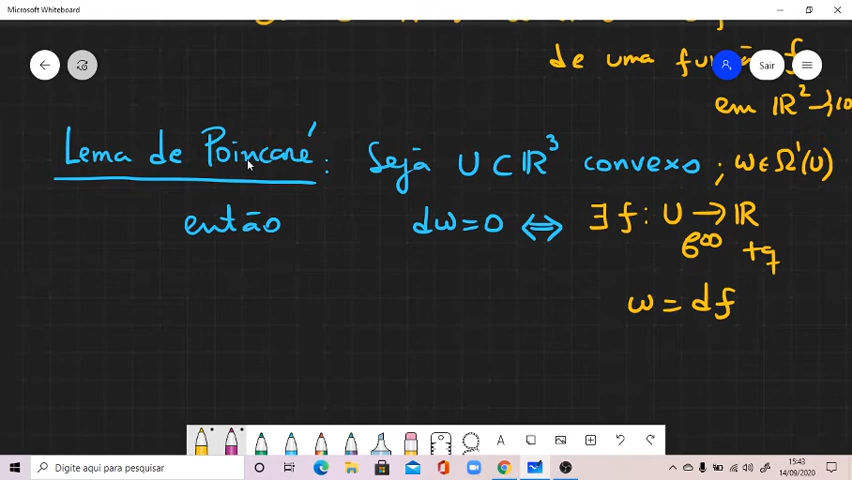 Microsoft Whiteboard
de uma
f
Sair
em IR²→
Lema de Poincaré: Seja U⊂IR³ convexo; ω∈Ω¹(U)
então dω=0 ⇔ ∃ f: U→IR
C^∞ tq
ω = df
A
Digite aqui para pesquisar
15:43
14/09/2020